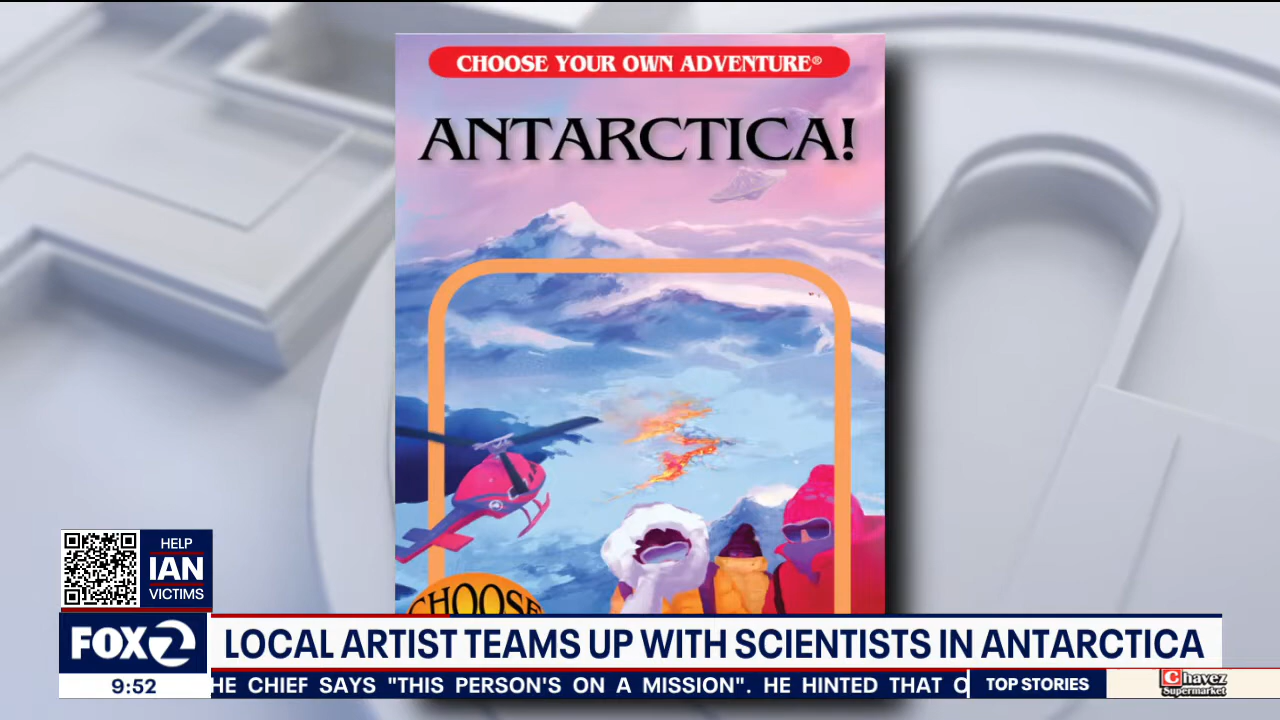 CHOOSE YOUR OWN ADVENTURE®
ANTARCTICA!
CHOOSE
HELP
IAN
VICTIMS
FOX 2
LOCAL ARTIST TEAMS UP WITH SCIENTISTS IN ANTARCTICA
9:52
HE CHIEF SAYS "THIS PERSON'S ON A MISSION". HE HINTED THAT
TOP STORIES
Chavez
Supermarket